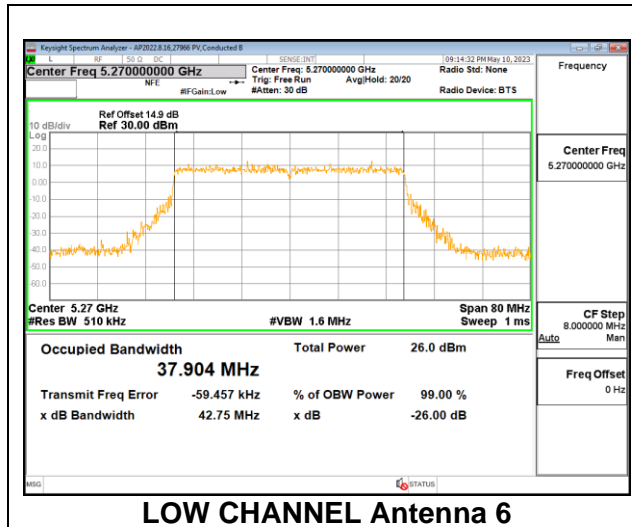 Keysight Spectrum Analyzer - AP2022.8.16,27966 PV,Conducted B
L RF 50 Ω DC SENSE:INT 09:14:32 PM May 10, 2023
Center Freq 5.270000000 GHz Center Freq: 5.270000000 GHz Radio Std: None
NFE Trig: Free Run Avg|Hold: 20/20
#IFGain:Low #Atten: 30 dB Radio Device: BTS
Frequency
Ref Offset 14.9 dB
10 dB/div Ref 30.00 dBm
Log
20.0
10.0
0.00
-10.0
-20.0
-30.0
-40.0
-50.0
-60.0
Center Freq
5.270000000 GHz
Center 5.27 GHz Span 80 MHz
#Res BW 510 kHz #VBW 1.6 MHz Sweep 1 ms
CF Step
8.000000 MHz
Auto Man
Occupied Bandwidth Total Power 26.0 dBm
37.904 MHz
Transmit Freq Error -59.457 kHz % of OBW Power 99.00 %
x dB Bandwidth 42.75 MHz x dB -26.00 dB
Freq Offset
0 Hz
MSG STATUS
LOW CHANNEL Antenna 6